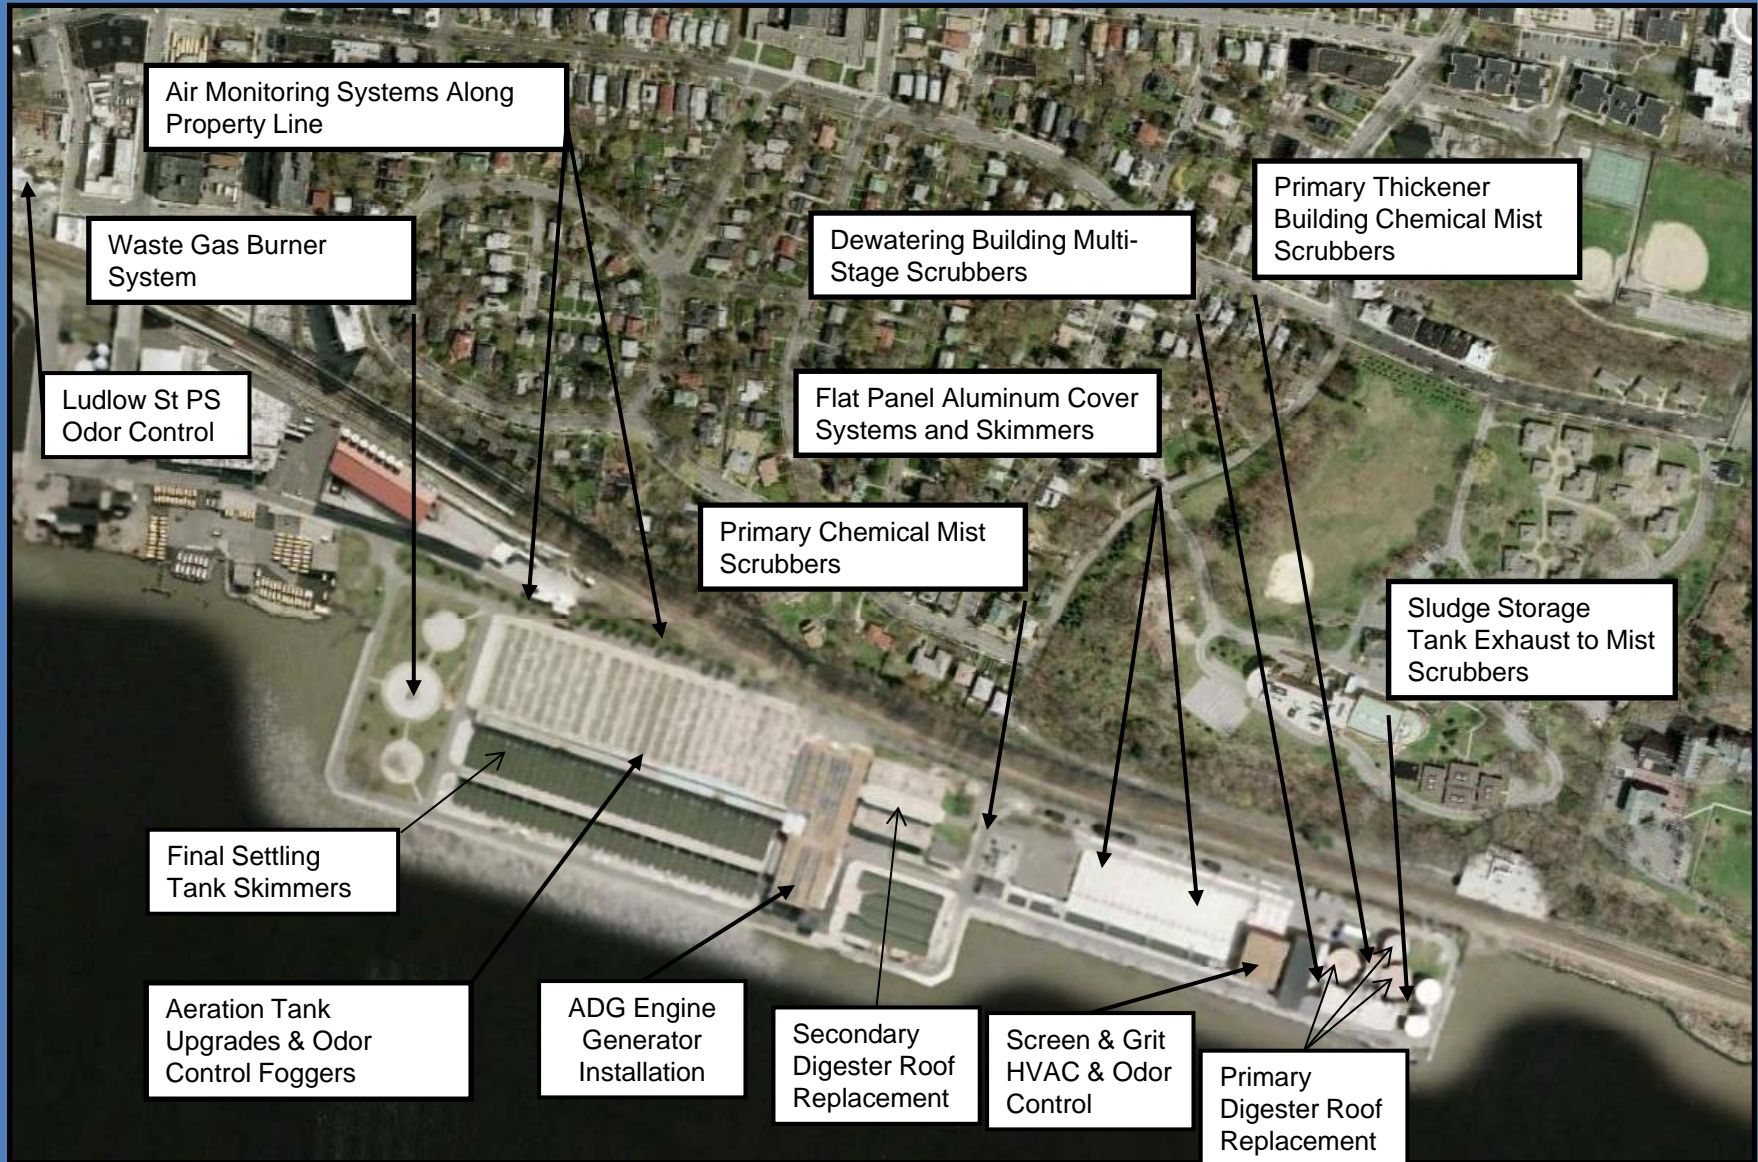 Air Monitoring Systems Along
Property Line
Primary Thickener
Building Chemical Mist
Scrubbers
Waste Gas Burner
System
Dewatering Building Multi-
Stage Scrubbers
Ludlow St PS
Odor Control
Flat Panel Aluminum Cover
Systems and Skimmers
Primary Chemical Mist
Scrubbers
Sludge Storage
Tank Exhaust to Mist
Scrubbers
Final Settling
Tank Skimmers
Aeration Tank
Upgrades & Odor
Control Foggers
ADG Engine
Generator
Installation
Secondary
Digester Roof
Replacement
Screen & Grit
HVAC & Odor
Control
Primary
Digester Roof
Replacement